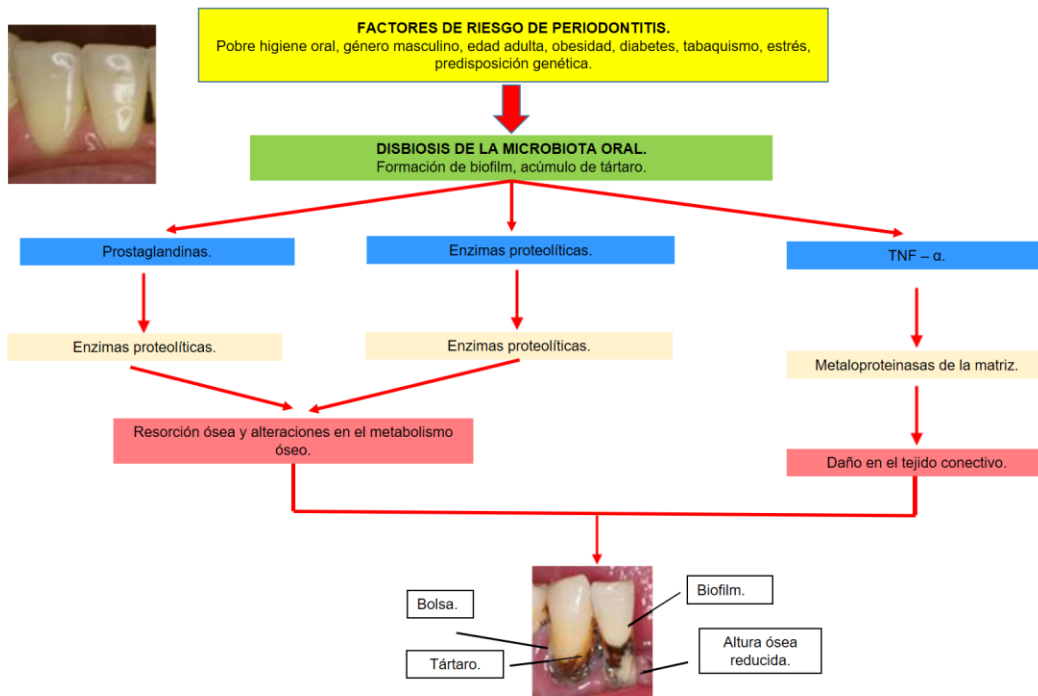 FACTORES DE RIESGO DE PERIODONTITIS.
Pobre higiene oral, género masculino, edad adulta, obesidad, diabetes, tabaquismo, estrés,
predisposición genética.
DISBIOSIS DE LA MICROBIOTA ORAL.
Formación de biofilm, acúmulo de tártaro.
Prostaglandinas.
Enzimas proteolíticas.
TNF – α.
Enzimas proteolíticas.
Enzimas proteolíticas.
Metaloproteinasas de la matriz.
Resorción ósea y alteraciones en el metabolismo
óseo.
Daño en el tejido conectivo.
Bolsa.
Biofilm.
Tártaro.
Altura ósea
reducida.